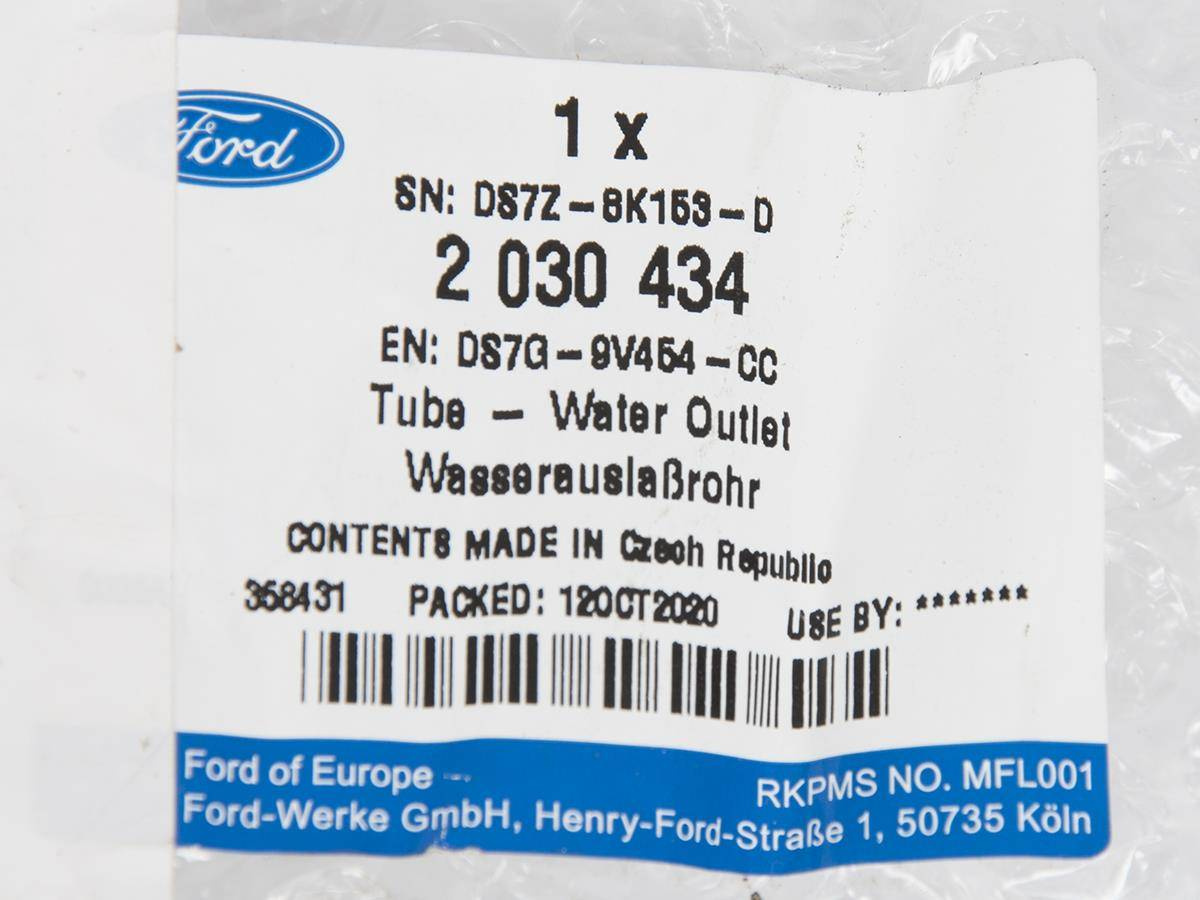 Ford
1 x
SN: DS7Z-8K153-D
2 030 434
EN: DS7G-9V454-CC
Tube - Water Outlet
Wasserauslaßrohr
CONTENTS MADE IN Czech Republic
358431 PACKED: 12OCT2020 USE BY: *******
Ford of Europe
RKPMS NO. MFL001
Ford-Werke GmbH, Henry-Ford-Straße 1, 50735 Köln